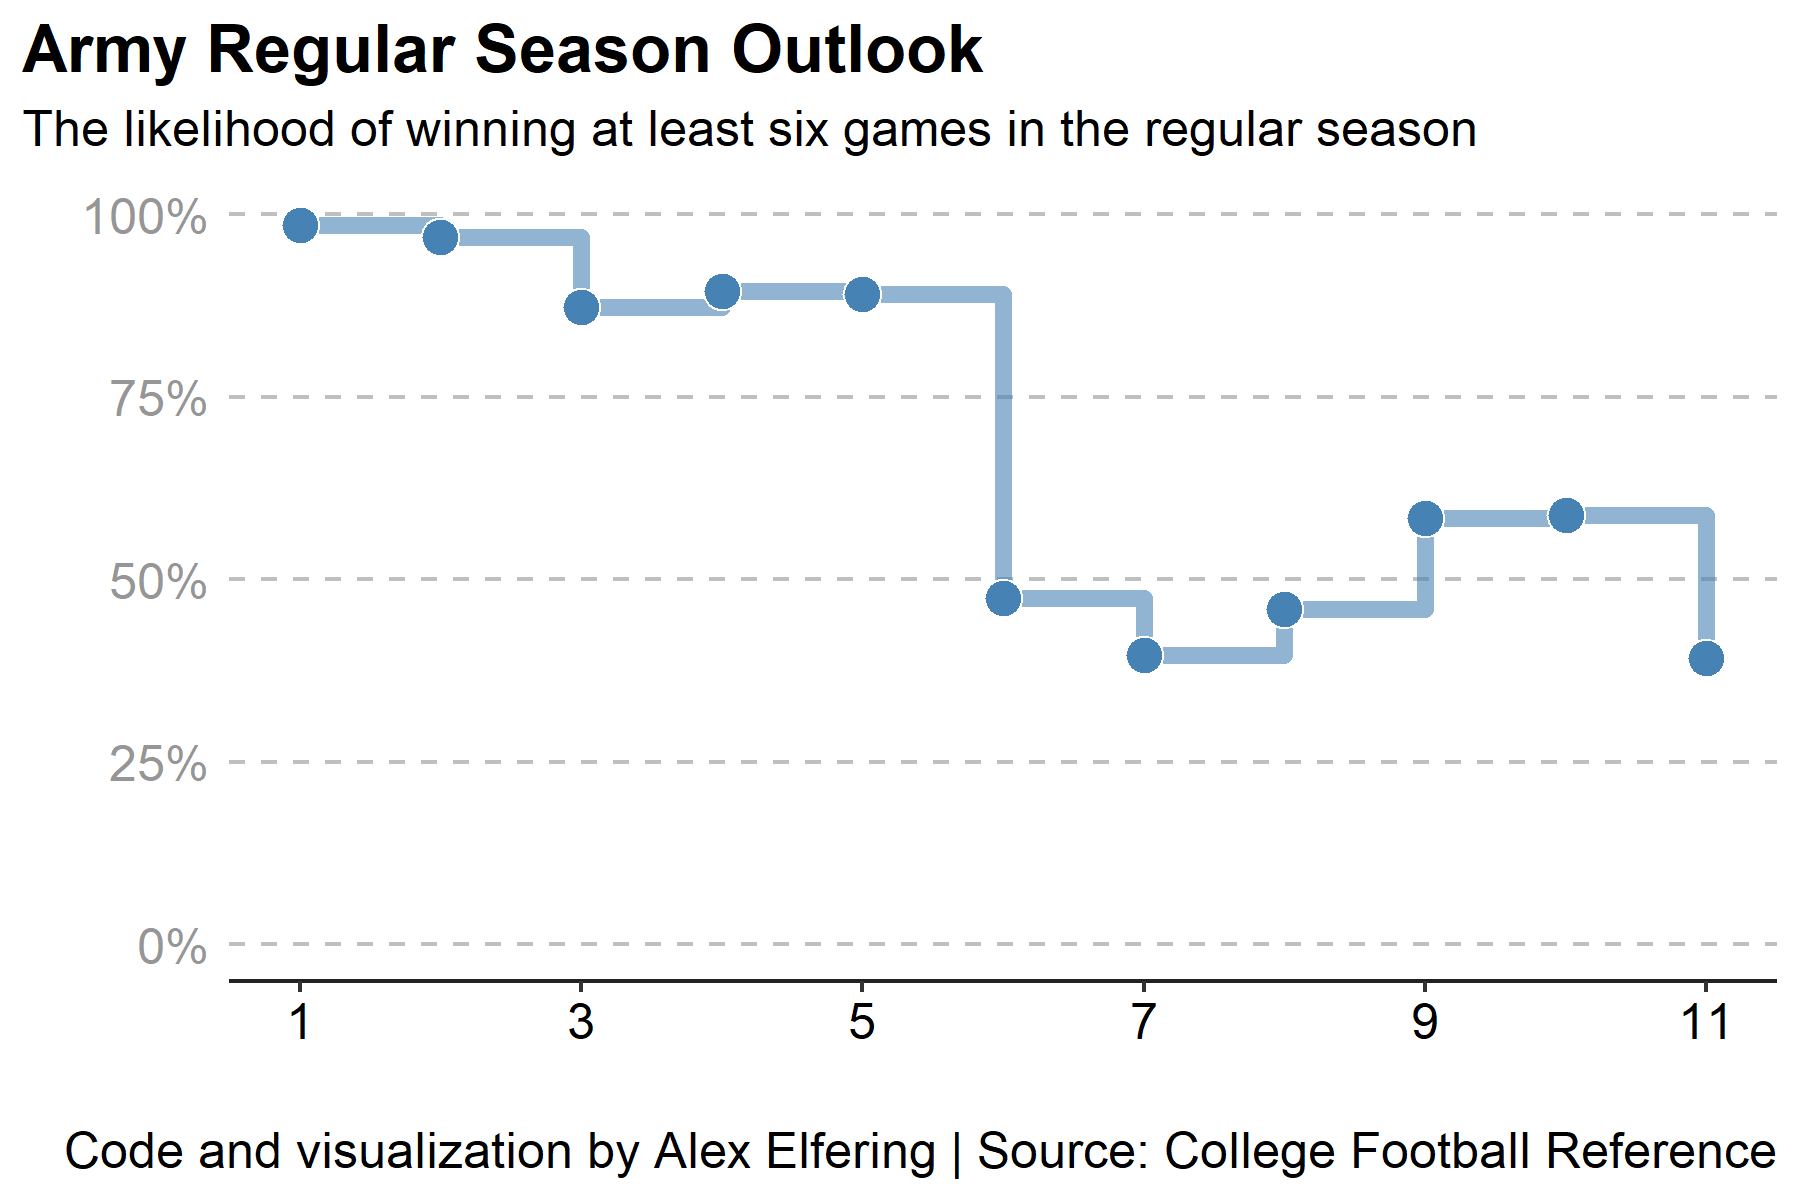 Army Regular Season Outlook
The likelihood of winning at least six games in the regular season
100%
75%
50%
25%
0%
1 3 5 7 9 11
Code and visualization by Alex Elfering | Source: College Football Reference